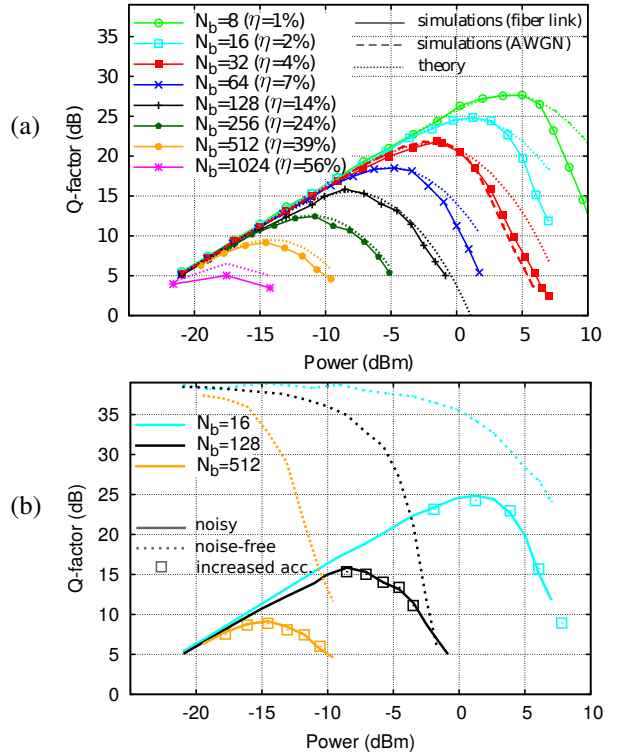 (a)
Q-factor (dB)
40
35
30
25
20
15
10
5
0
N_b=8 (η=1%)
N_b=16 (η=2%)
N_b=32 (η=4%)
N_b=64 (η=7%)
N_b=128 (η=14%)
N_b=256 (η=24%)
N_b=512 (η=39%)
N_b=1024 (η=56%)
simulations (fiber link)
simulations (AWGN)
theory
-20 -15 -10 -5 0 5 10
Power (dBm)
(b)
Q-factor (dB)
35
30
25
20
15
10
5
0
N_b=16
N_b=128
N_b=512
noisy
noise-free
increased acc.
-20 -15 -10 -5 0 5 10
Power (dBm)